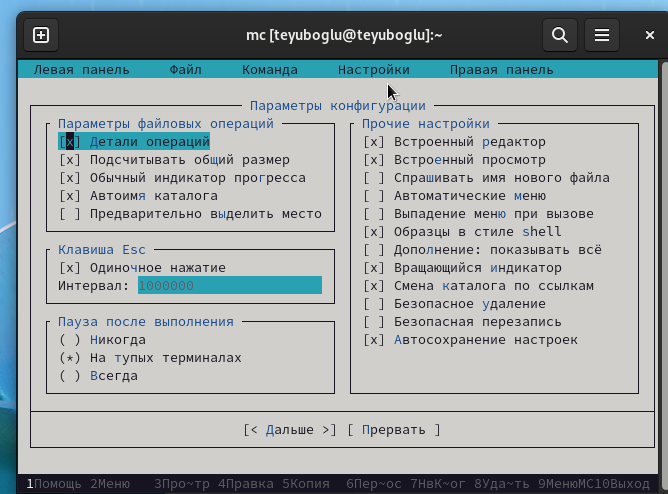 mc [teyuboglu@teyuboglu]:~
Левая панель Файл Команда Настройки Правая панель
Параметры конфигурации
Параметры файловых операций
[x] Детали операций
[x] Подсчитывать общий размер
[x] Обычный индикатор прогресса
[x] Автоимя каталога
[ ] Предварительно выделить место
Клавиша Esc
[x] Одиночное нажатие
Интервал: 1000000
Пауза после выполнения
( ) Никогда
(*) На тупых терминалах
( ) Всегда
Прочие настройки
[x] Встроенный редактор
[x] Встроенный просмотр
[ ] Спрашивать имя нового файла
[ ] Автоматические меню
[ ] Выпадение меню при вызове
[x] Образцы в стиле shell
[ ] Дополнение: показывать всё
[x] Вращающийся индикатор
[x] Смена каталога по ссылкам
[ ] Безопасное удаление
[ ] Безопасная перезапись
[x] Автосохранение настроек
[< Дальше >] [ Прервать ]
1Помощь 2Меню 3Про~тр 4Правка 5Копия 6Пер~ос 7НвК~ог 8Уда~ть 9МенюMC10Выход